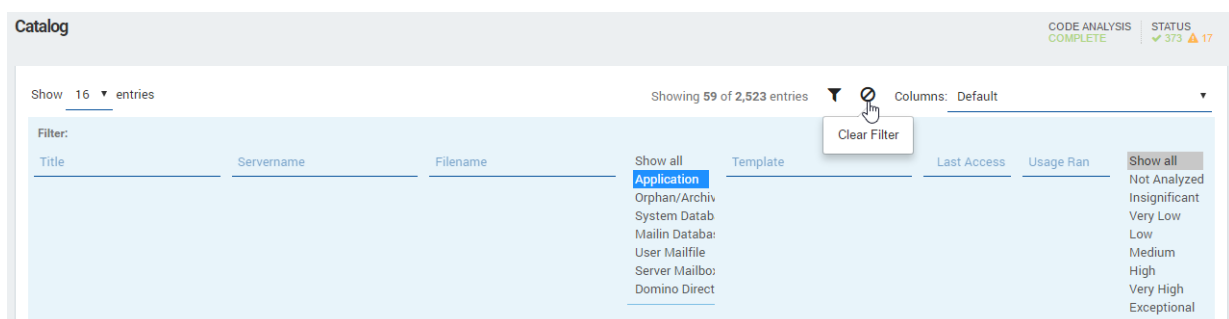 Catalog
CODE ANALYSIS STATUS
COMPLETE 373 17
Show 16 entries Showing 59 of 2,523 entries Columns: Default
Filter: Clear Filter
Title Servername Filename Show all Template Last Access Usage Ran Show all
Application Not Analyzed
Orphan/Archiv Insignificant
System Datab Very Low
Mailin Databa Low
User Mailfile Medium
Server Mailbo High
Domino Direct Very High
Exceptional